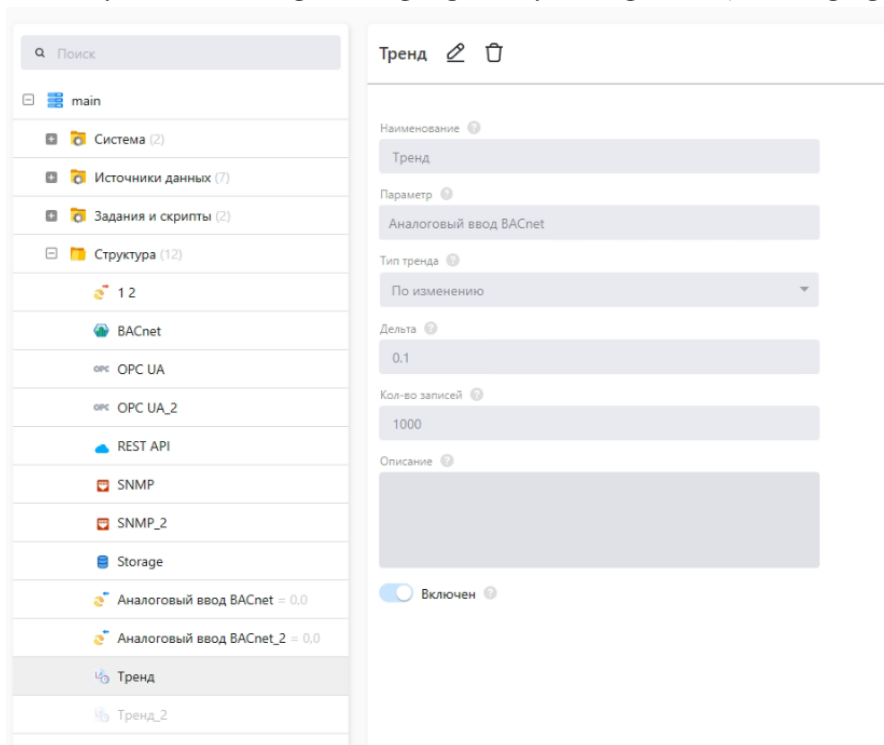 Поиск
main
Система (2)
Источники данных (7)
Задания и скрипты (2)
Структура (12)
1 2
BACnet
OPC OPC UA
OPC OPC UA_2
REST API
SNMP
SNMP_2
Storage
Аналоговый ввод BACnet = 0,0
Аналоговый ввод BACnet_2 = 0,0
Тренд
Тренд_2
Тренд
Наименование
Тренд
Параметр
Аналоговый ввод BACnet
Тип тренда
По изменению
Дельта
0.1
Кол-во записей
1000
Описание
Включен